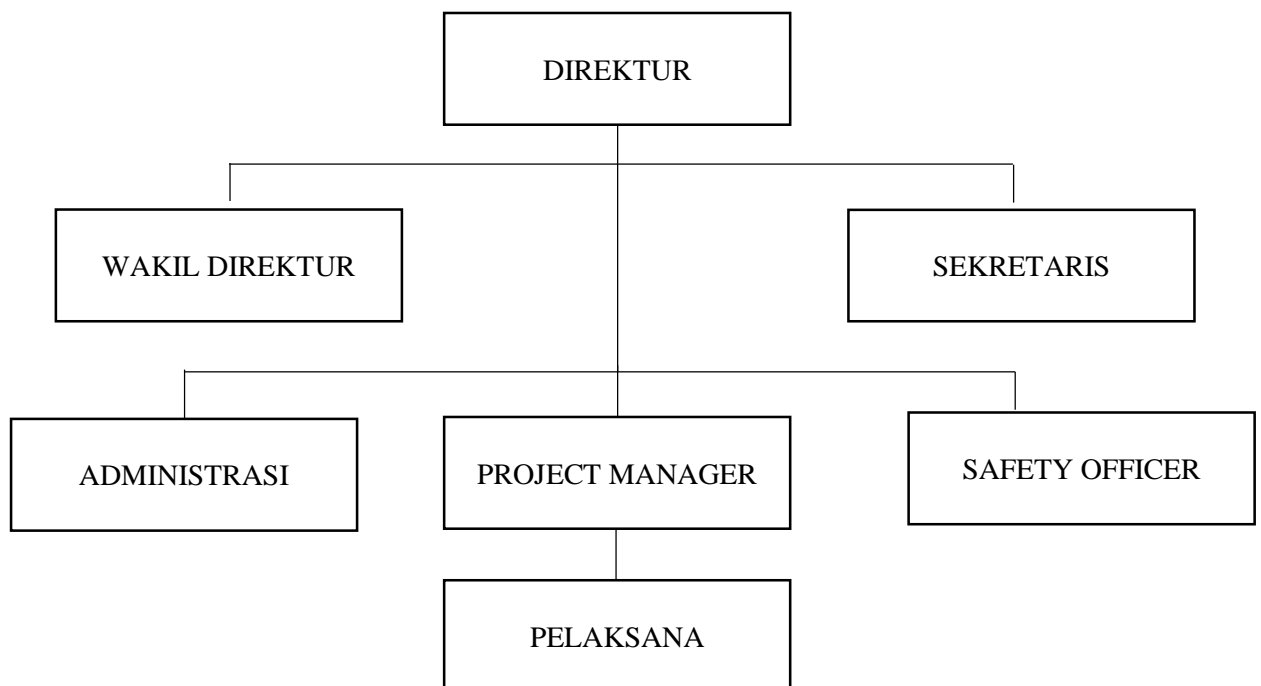 DIREKTUR
WAKIL DIREKTUR
SEKRETARIS
ADMINISTRASI
PROJECT MANAGER
SAFETY OFFICER
PELAKSANA